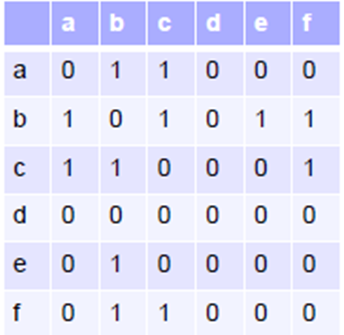 a b c d e f
a 0 1 1 0 0 0
b 1 0 1 0 1 1
c 1 1 0 0 0 1
d 0 0 0 0 0 0
e 0 1 0 0 0 0
f 0 1 1 0 0 0